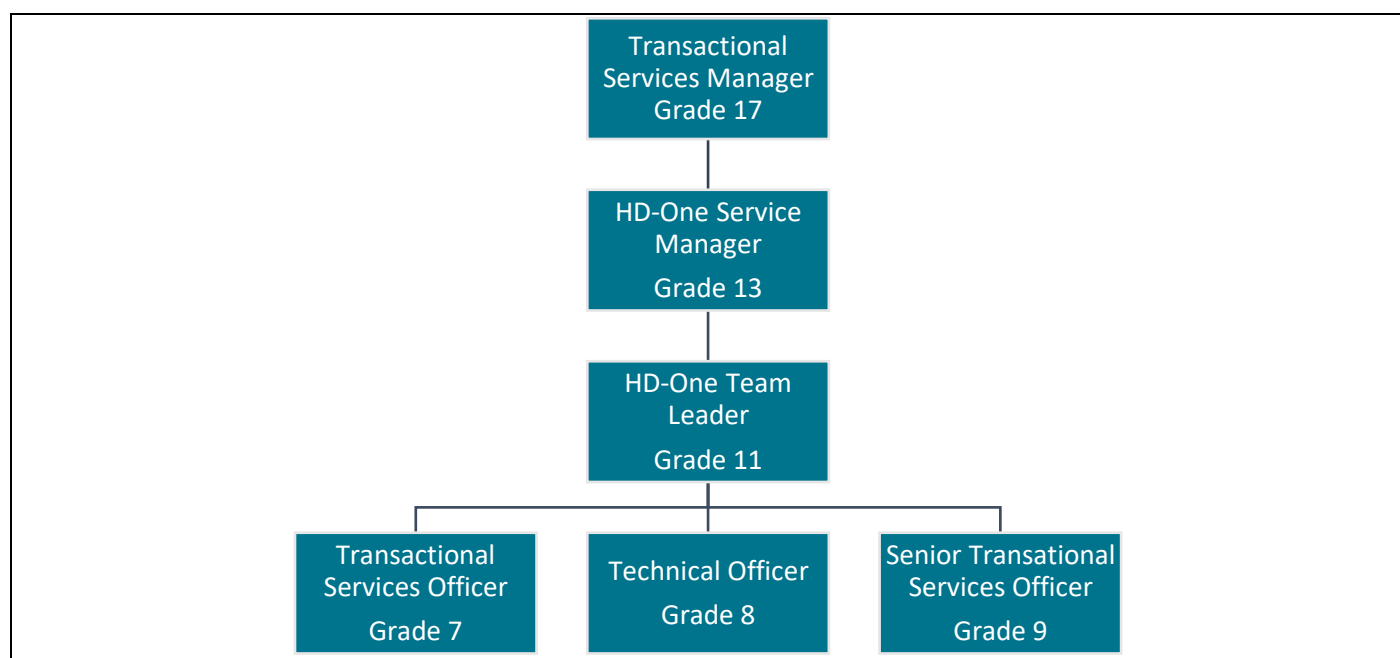 Transactional
Services Manager
Grade 17
HD-One Service
Manager
Grade 13
HD-One Team
Leader
Grade 11
Transactional
Services Officer
Grade 7
Technical Officer
Grade 8
Senior Transational
Services Officer
Grade 9